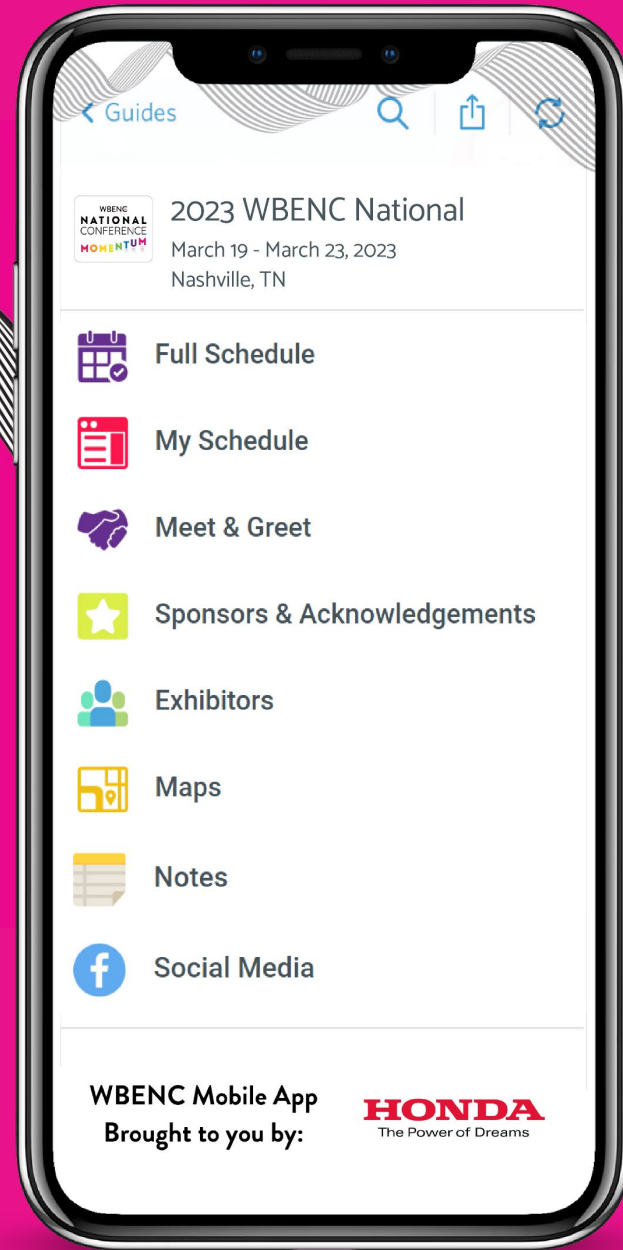 Guides
WBENC
NATIONAL
CONFERENCE
MOMENTUM
2023 WBENC National
March 19 - March 23, 2023
Nashville, TN
Full Schedule
My Schedule
Meet & Greet
Sponsors & Acknowledgements
Exhibitors
Maps
Notes
Social Media
WBENC Mobile App
Brought to you by:
HONDA
The Power of Dreams